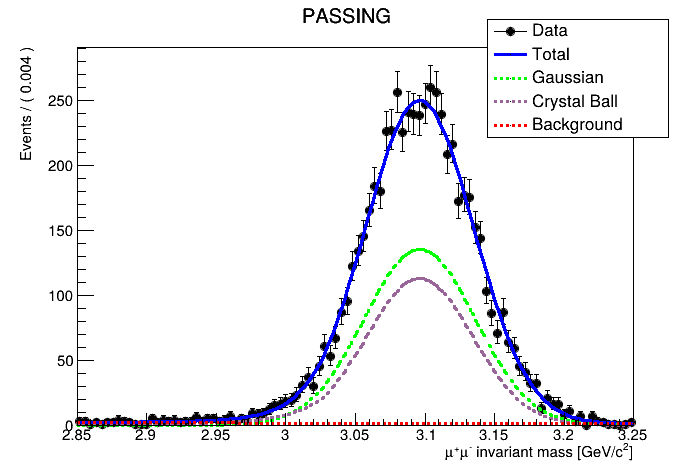 PASSING
Data
Total
Gaussian
Crystal Ball
Background
Events / ( 0.004 )
250
200
150
100
50
0
2.85 2.9 2.95 3 3.05 3.1 3.15 3.2 3.25
μ⁺μ⁻ invariant mass [GeV/c²]